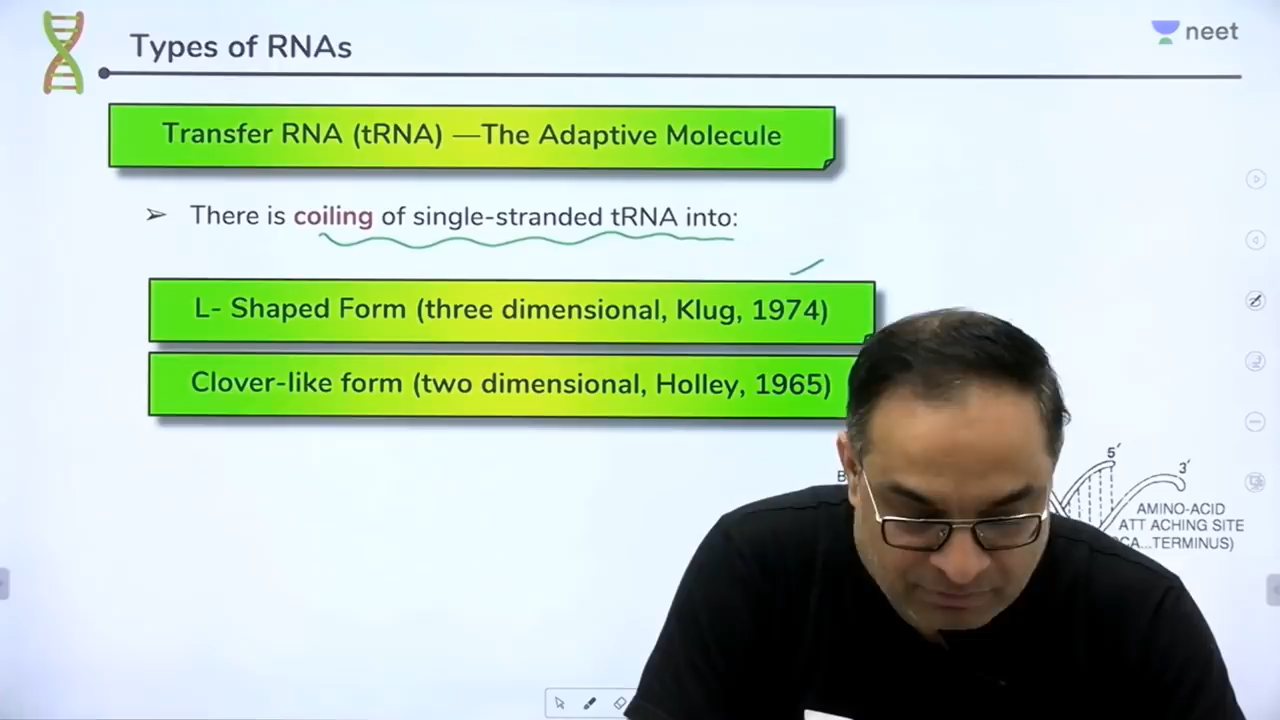 Types of RNAs
neet
Transfer RNA (tRNA) —The Adaptive Molecule
➢ There is coiling of single-stranded tRNA into:
L- Shaped Form (three dimensional, Klug, 1974)
Clover-like form (two dimensional, Holley, 1965)
5′
3′
AMINO-ACID
ATT ACHING SITE
CA...TERMINUS)